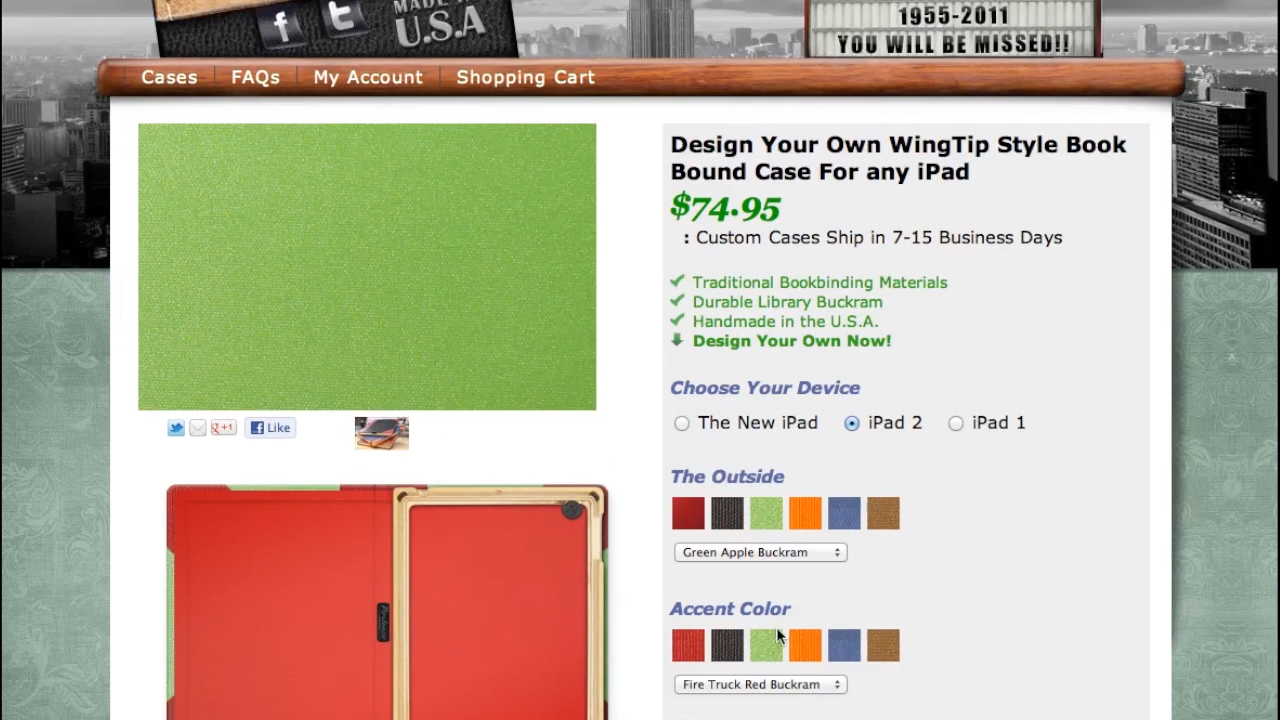 MADE
U.S.A
1955-2011
YOU WILL BE MISSED!!
Cases
FAQs
My Account
Shopping Cart
Design Your Own WingTip Style Book
Bound Case For any iPad
$74.95
: Custom Cases Ship in 7-15 Business Days
Traditional Bookbinding Materials
Durable Library Buckram
Handmade in the U.S.A.
Design Your Own Now!
Choose Your Device
The New iPad
iPad 2
iPad 1
+1
Like
The Outside
Green Apple Buckram
Accent Color
Fire Truck Red Buckram